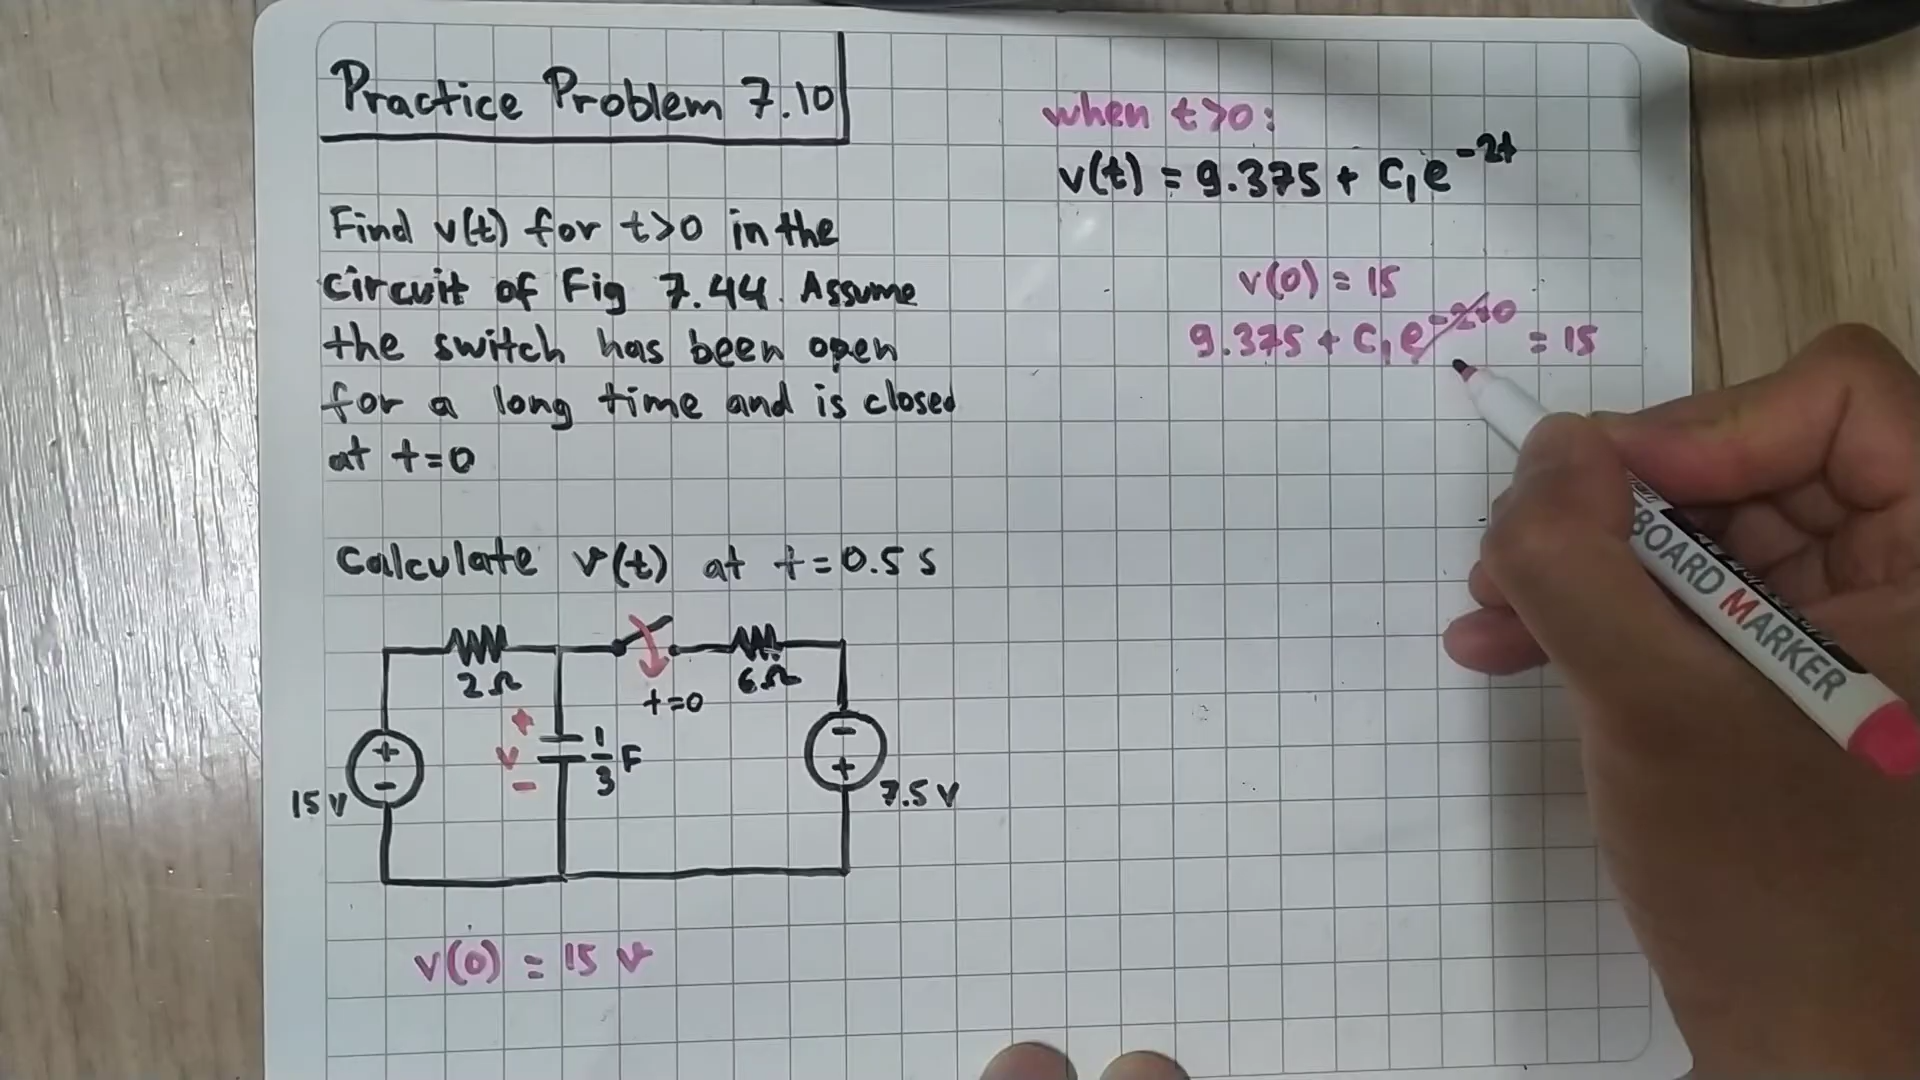 Practice Problem 7.10
Find v(t) for t>0 in the
circuit of Fig 7.44. Assume
the switch has been open
for a long time and is closed
at t=0
Calculate v(t) at t=0.5 s
2Ω
t=0
6Ω
+
v
-
1/3 F
+
-
15 v
-
+
7.5 V
v(0) = 15 v
when t>0:
v(t) = 9.375 + C₁e^-2t
v(0) = 15
9.375 + C₁e^-2*0 = 15
BOARD MARKER